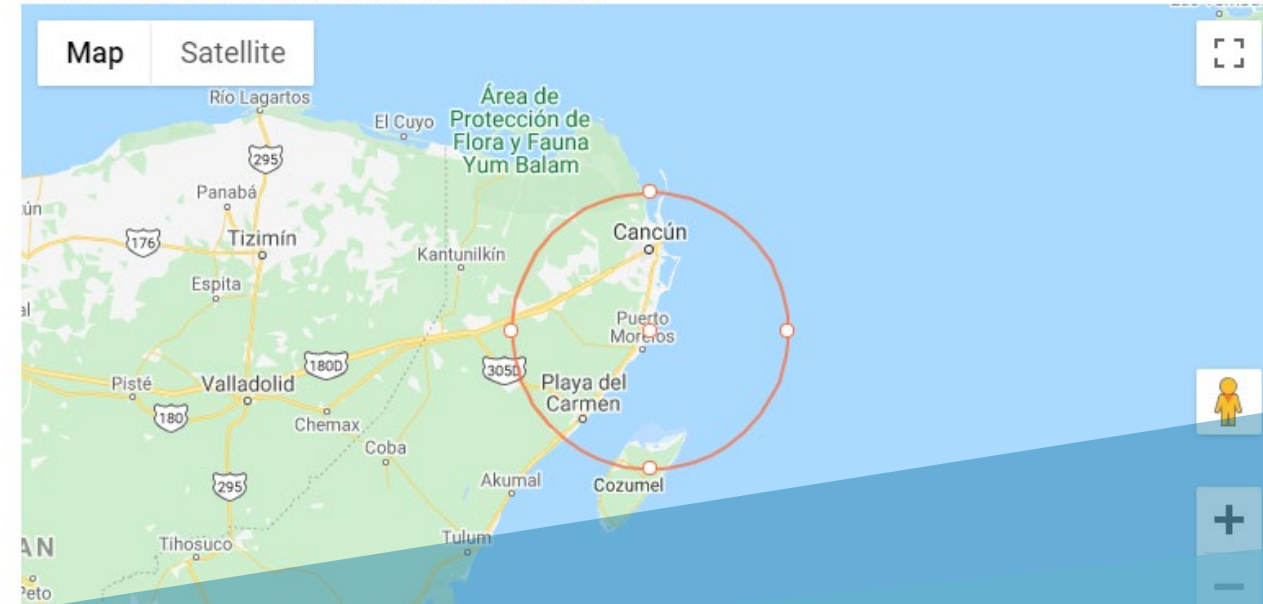 Map Satellite
Río Lagartos
El Cuyo
Área de
Protección de
Flora y Fauna
Yum Balam
295
Panabá
176
Tizimín
Cancún
Kantunilkín
Espita
Puerto
Morelos
180D
305D
Pisté
Valladolid
Playa del
Carmen
180
Chemax
Coba
295
Akumal
Cozumel
Tihosuco
Tulum
Peto